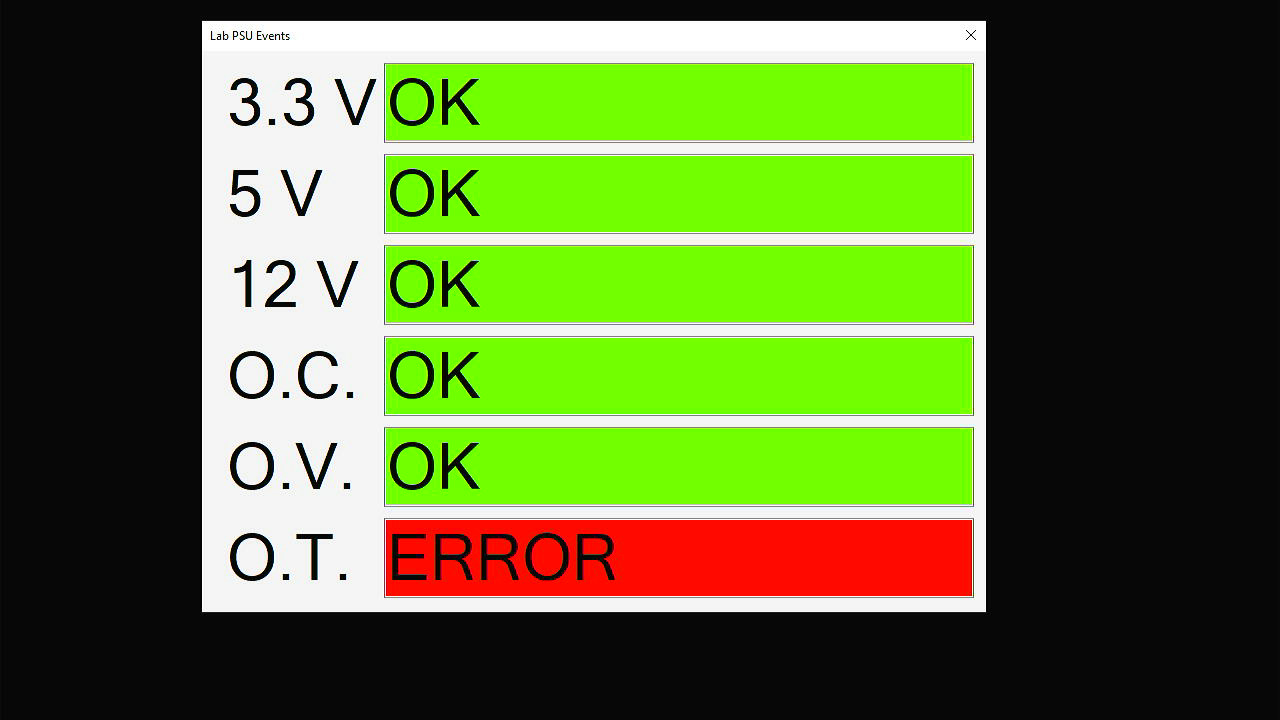 Lab PSU Events
3.3 V OK
5 V OK
12 V OK
O.C. OK
O.V. OK
O.T. ERROR